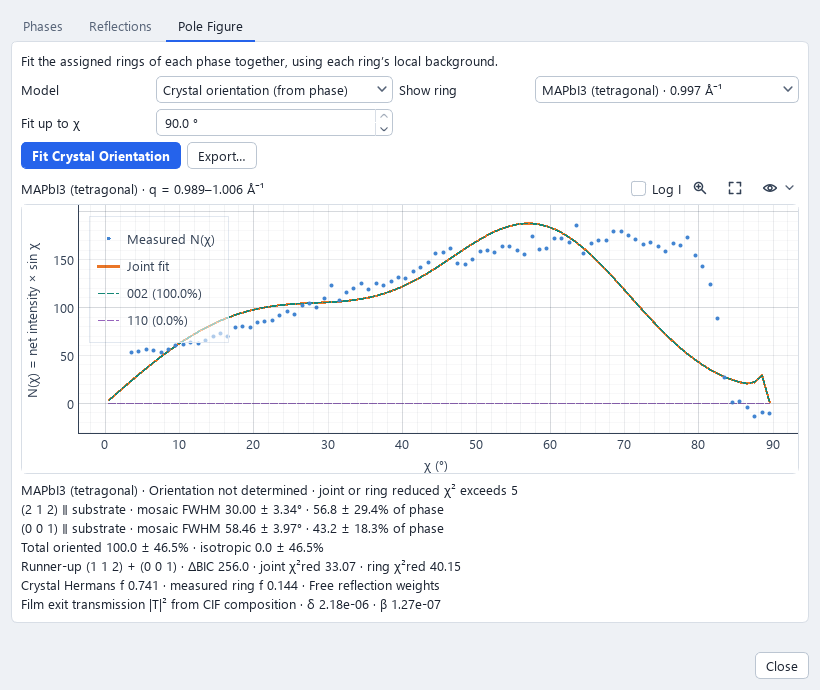 Phases Reflections Pole Figure
Fit the assigned rings of each phase together, using each ring's local background.
Model Crystal orientation (from phase) Show ring MAPbI3 (tetragonal) · 0.997 Å⁻¹
Fit up to χ 90.0 °
Fit Crystal Orientation Export...
MAPbI3 (tetragonal) · q = 0.989–1.006 Å⁻¹ Log I
Measured N(χ)
Joint fit
002 (100.0%)
110 (0.0%)
N(χ) = net intensity × sin χ
150
100
50
0
0 10 20 30 40 50 60 70 80 90
χ (°)
MAPbI3 (tetragonal) · Orientation not determined · joint or ring reduced χ² exceeds 5
(2 1 2) ∥ substrate · mosaic FWHM 30.00 ± 3.34° · 56.8 ± 29.4% of phase
(0 0 1) ∥ substrate · mosaic FWHM 58.46 ± 3.97° · 43.2 ± 18.3% of phase
Total oriented 100.0 ± 46.5% · isotropic 0.0 ± 46.5%
Runner-up (1 1 2) + (0 0 1) · ΔBIC 256.0 · joint χ²red 33.07 · ring χ²red 40.15
Crystal Hermans f 0.741 · measured ring f 0.144 · Free reflection weights
Film exit transmission |T|² from CIF composition · δ 2.18e-06 · β 1.27e-07
Close